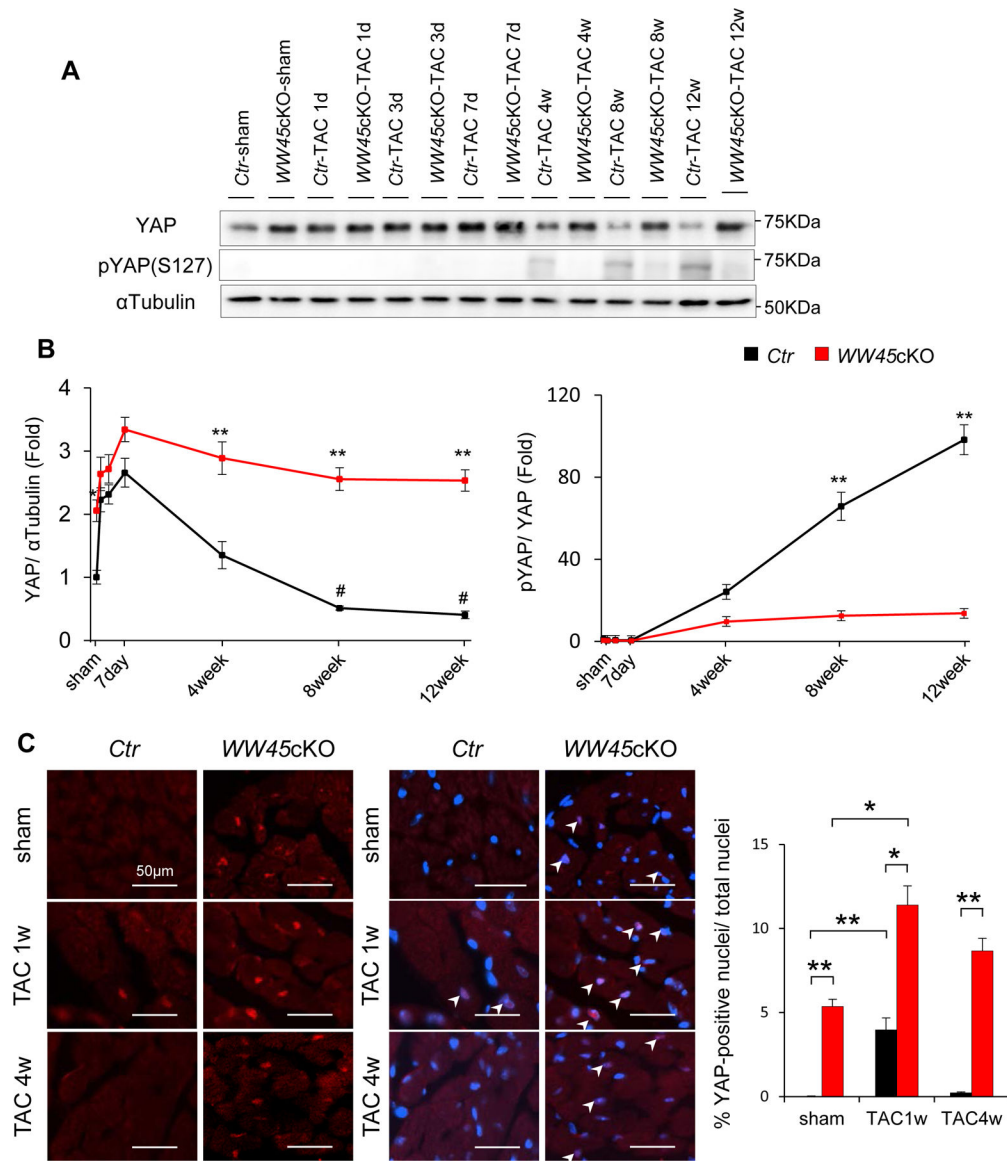 A
Ctr-sham
WW45cKO-sham
Ctr-TAC 1d
WW45cKO-TAC 1d
Ctr-TAC 3d
WW45cKO-TAC 3d
Ctr-TAC 7d
WW45cKO-TAC 7d
Ctr-TAC 4w
WW45cKO-TAC 4w
Ctr-TAC 8w
WW45cKO-TAC 8w
Ctr-TAC 12w
WW45cKO-TAC 12w
YAP
75KDa
pYAP(S127)
75KDa
αTubulin
50KDa
B
Ctr WW45cKO
YAP/ αTubulin (Fold)
4
3
2
1
0
*
**
**
**
#
#
sham
7day
4week
8week
12week
pYAP/ YAP (Fold)
120
80
40
0
**
**
sham
7day
4week
8week
12week
C
Ctr WW45cKO Ctr WW45cKO
sham
50μm
sham
TAC 1w
TAC 1w
TAC 4w
TAC 4w
% YAP-positive nuclei/ total nuclei
15
10
5
0
*
*
**
**
**
sham TAC1w TAC4w